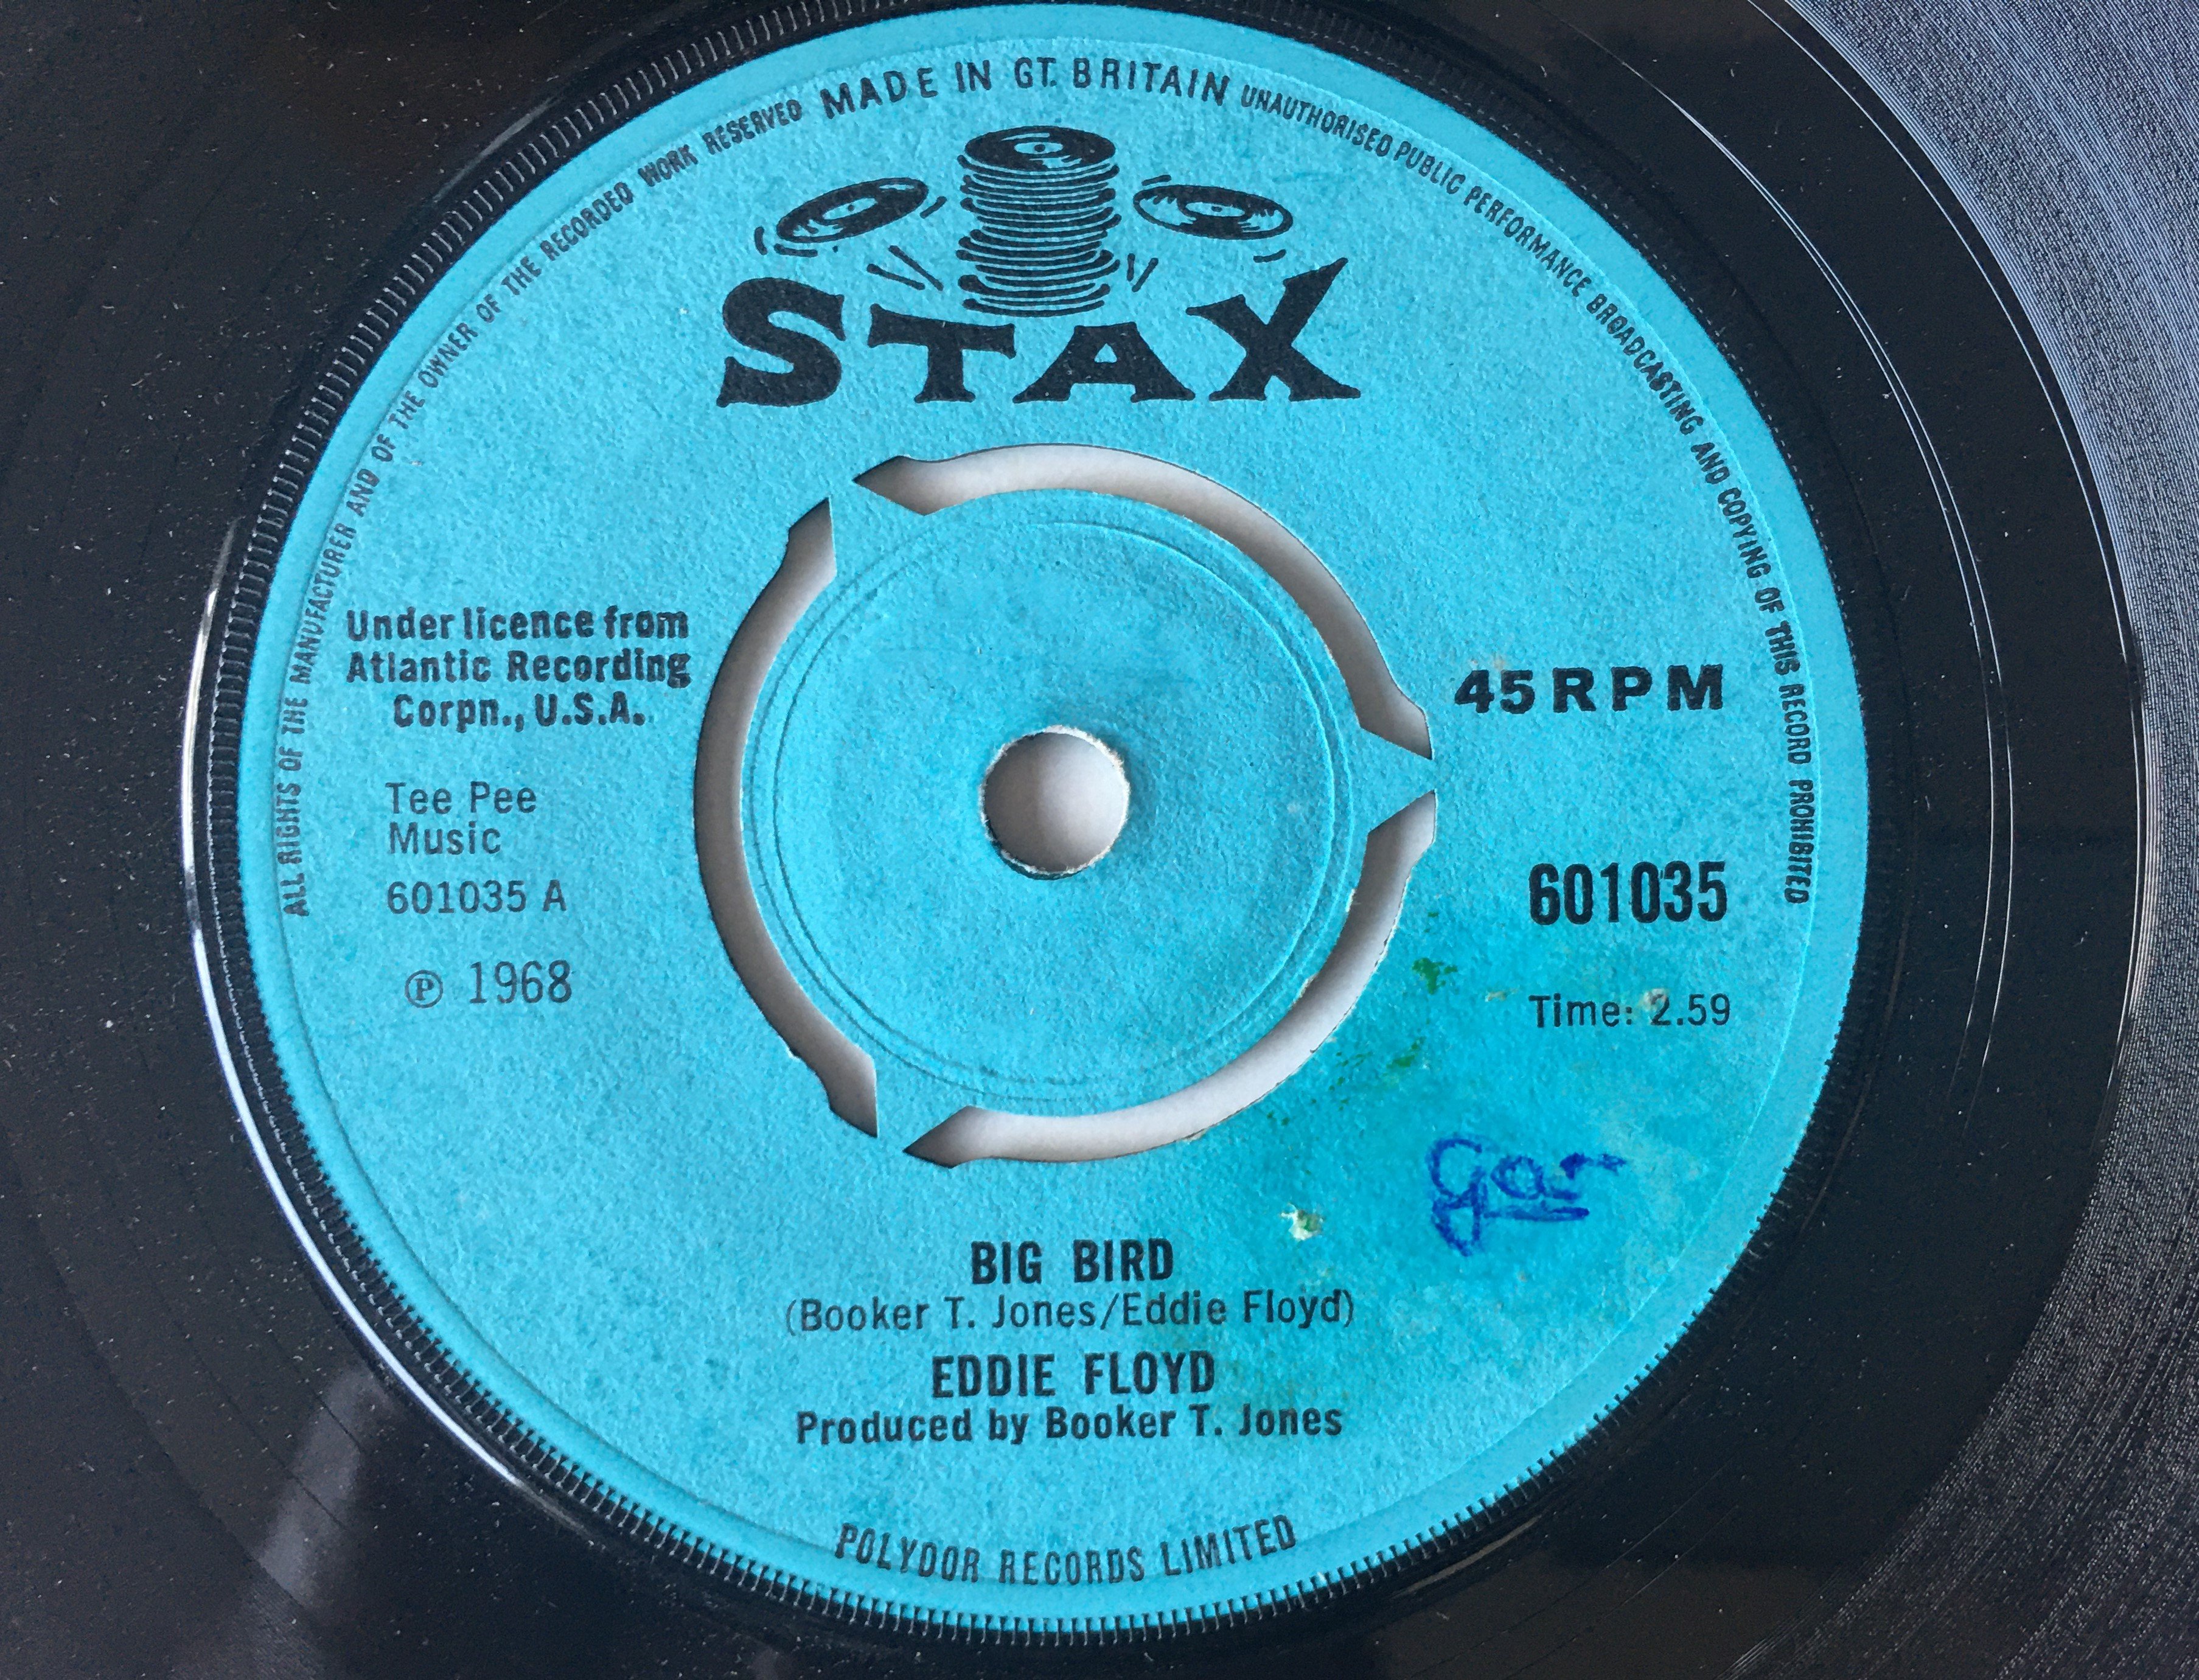 ALL RIGHTS OF THE MANUFACTURER AND OF THE OWNER OF THE RECORDED WORK RESERVED MADE IN GT. BRITAIN UNAUTHORISED PUBLIC PERFORMANCE BROADCASTING AND COPYING OF THIS RECORD PROHIBITED
STAX
Under licence from
Atlantic Recording
Corpn., U.S.A.
45 RPM
Tee Pee
Music
601035 A
601035
℗ 1968
Time: 2.59
Gar
BIG BIRD
(Booker T. Jones/Eddie Floyd)
EDDIE FLOYD
Produced by Booker T. Jones
POLYDOR RECORDS LIMITED